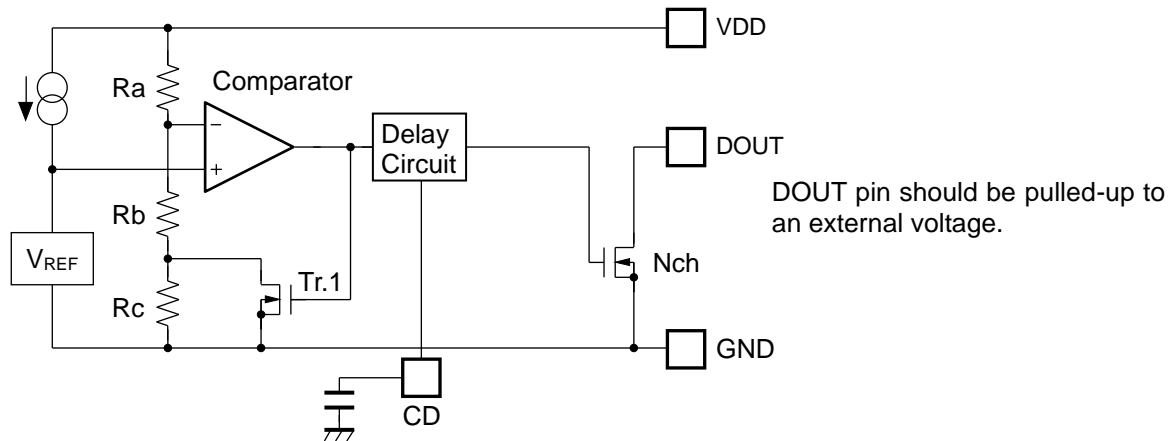 VDD
Ra
Comparator
−
+
Delay
Circuit
DOUT
DOUT pin should be pulled-up to
an external voltage.
Rb
VREF
Tr.1
Nch
Rc
GND
CD